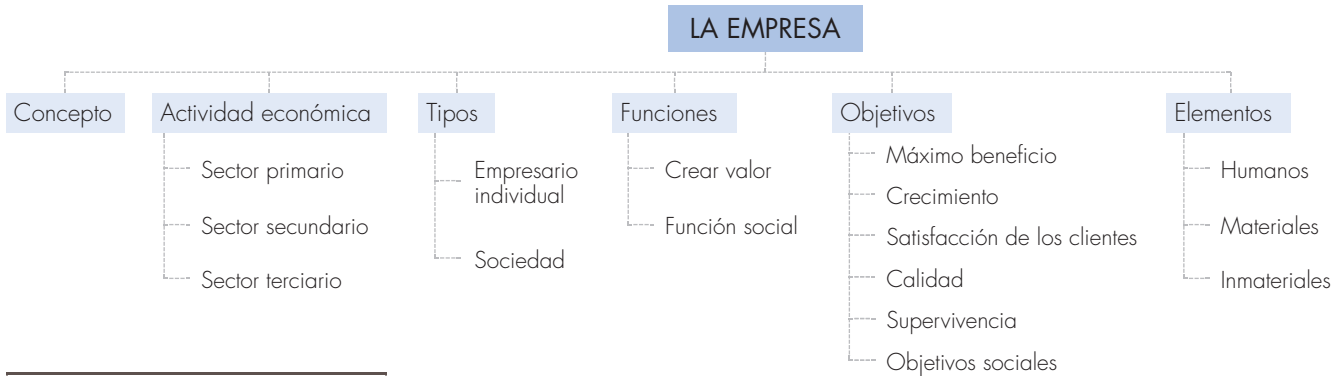 LA EMPRESA
Concepto
Actividad económica
Sector primario
Sector secundario
Sector terciario
Tipos
Empresario
individual
Sociedad
Funciones
Crear valor
Función social
Objetivos
Máximo beneficio
Crecimiento
Satisfacción de los clientes
Calidad
Supervivencia
Objetivos sociales
Elementos
Humanos
Materiales
Inmateriales